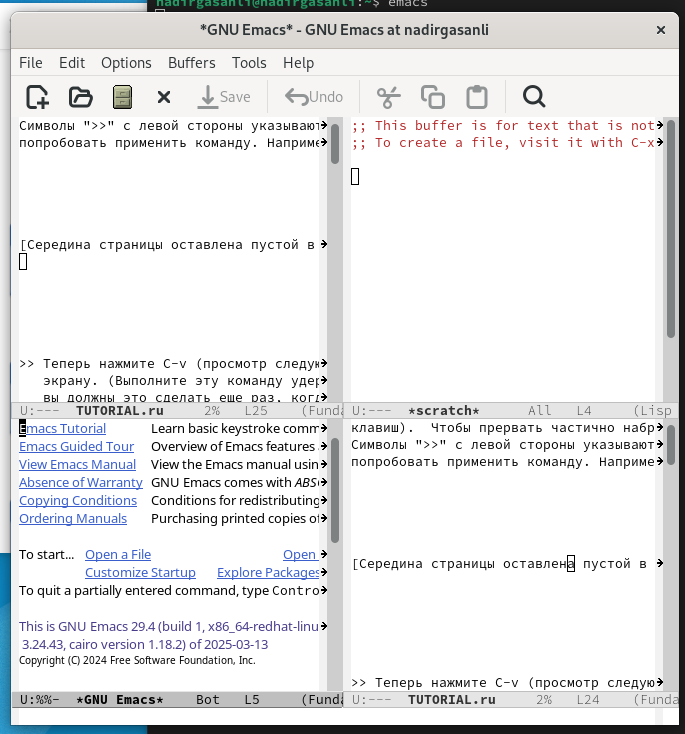 nadirgasanli@nadirgasanli:~$ emacs
*GNU Emacs* - GNU Emacs at nadirgasanli
File Edit Options Buffers Tools Help
Save Undo
Символы ">>" с левой стороны указывают
попробовать применить команду. Наприме
[Середина страницы оставлена пустой в
>> Теперь нажмите C-v (просмотр следую
экрану. (Выполните эту команду удер
вы должны это сделать еще раз, когд
U:--- TUTORIAL.ru 2% L25 (Funda
;; This buffer is for text that is not
;; To create a file, visit it with C-x
U:--- *scratch* All L4 (Lisp
Emacs Tutorial Learn basic keystroke comm
Emacs Guided Tour Overview of Emacs features
View Emacs Manual View the Emacs manual usin
Absence of Warranty GNU Emacs comes with ABS
Copying Conditions Conditions for redistributing
Ordering Manuals Purchasing printed copies of
To start... Open a File Open
Customize Startup Explore Packages
To quit a partially entered command, type Contro
This is GNU Emacs 29.4 (build 1, x86_64-redhat-linu
3.24.43, cairo version 1.18.2) of 2025-03-13
Copyright (C) 2024 Free Software Foundation, Inc.
U:%%- *GNU Emacs* Bot L5 (Funda
клавиш). Чтобы прервать частично набр
Символы ">>" с левой стороны указывают
попробовать применить команду. Наприме
[Середина страницы оставлена пустой в
>> Теперь нажмите C-v (просмотр следую
U:--- TUTORIAL.ru 2% L24 (Funda